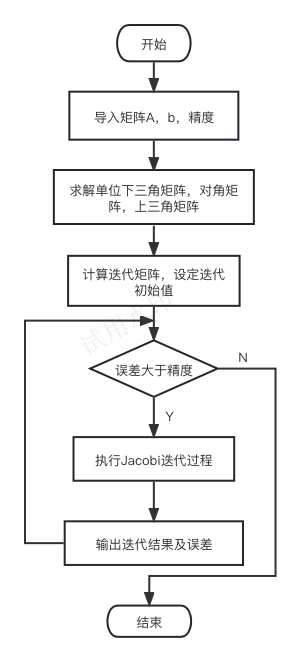 开始
导入矩阵A，b，精度
求解单位下三角矩阵，对角矩
阵，上三角矩阵
计算迭代矩阵，设定迭代
初始值
误差大于精度
N
Y
执行Jacobi迭代过程
输出迭代结果及误差
结束